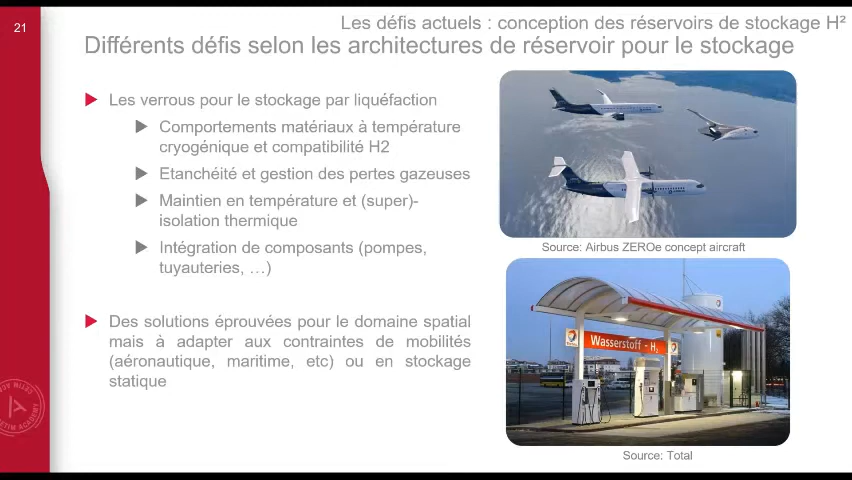 21
Les défis actuels : conception des réservoirs de stockage H²
Différents défis selon les architectures de réservoir pour le stockage
Les verrous pour le stockage par liquéfaction
Comportements matériaux à température
cryogénique et compatibilité H2
Etanchéité et gestion des pertes gazeuses
Maintien en température et (super)-
isolation thermique
Intégration de composants (pompes,
tuyauteries, …)
Des solutions éprouvées pour le domaine spatial
mais à adapter aux contraintes de mobilités
(aéronautique, maritime, etc) ou en stockage
statique
Source: Airbus ZEROe concept aircraft
Wasserstoff - H₂
Source: Total